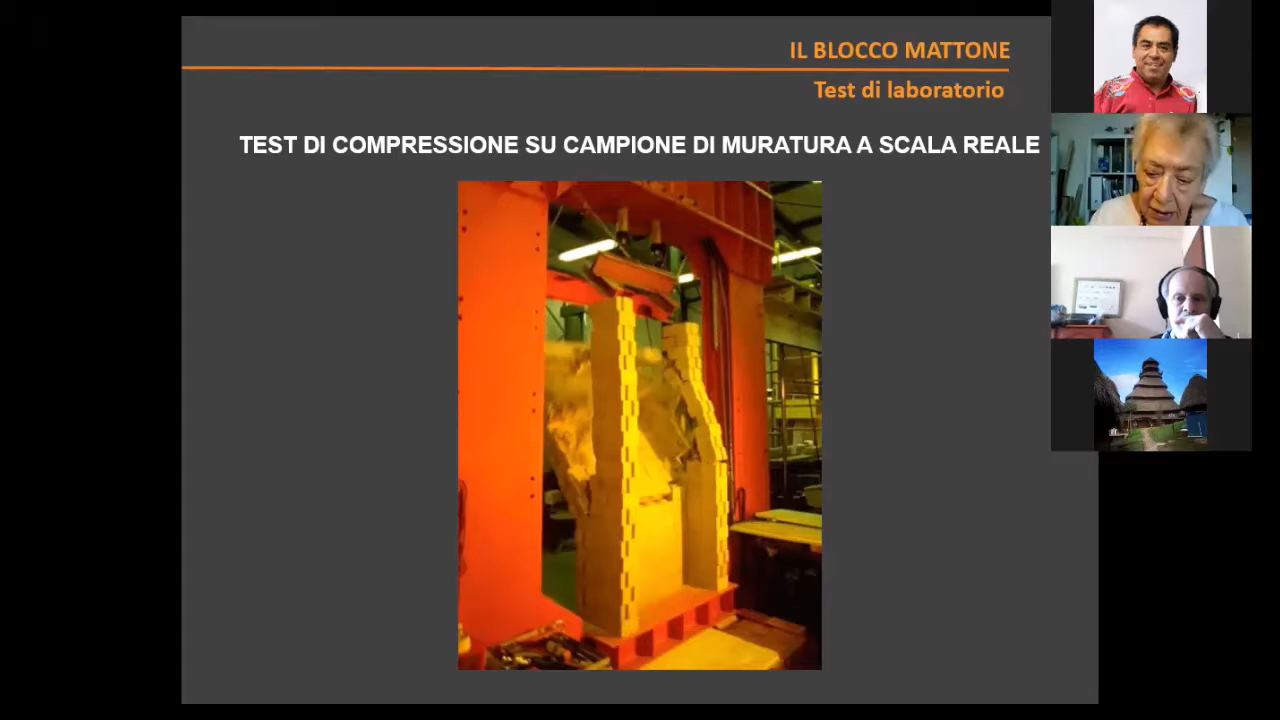 IL BLOCCO MATTONE
Test di laboratorio
TEST DI COMPRESSIONE SU CAMPIONE DI MURATURA A SCALA REALE